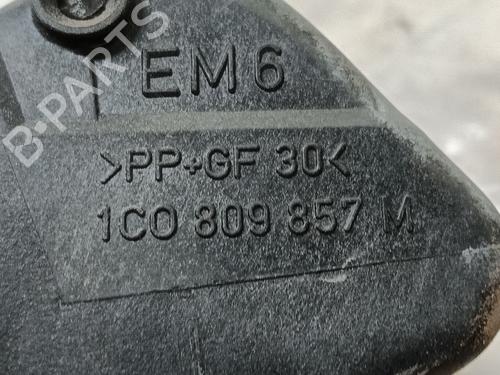 B-PARTS
EM6
>PP+GF 30<
1C0 809 857 M